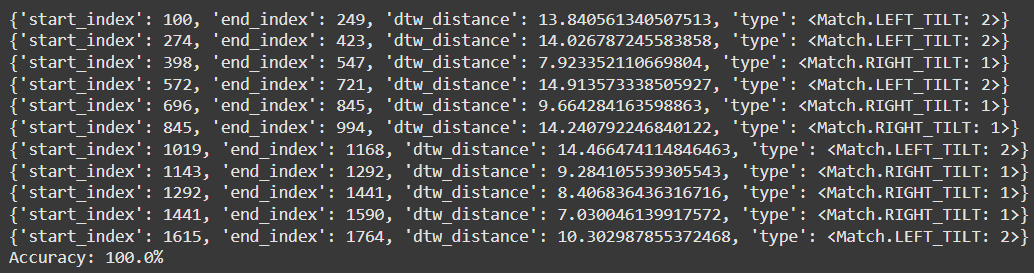 {'start_index': 100, 'end_index': 249, 'dtw_distance': 13.840561340507513, 'type': <Match.LEFT_TILT: 2>}
{'start_index': 274, 'end_index': 423, 'dtw_distance': 14.026787245583858, 'type': <Match.LEFT_TILT: 2>}
{'start_index': 398, 'end_index': 547, 'dtw_distance': 7.923352110669804, 'type': <Match.RIGHT_TILT: 1>}
{'start_index': 572, 'end_index': 721, 'dtw_distance': 14.913573338505927, 'type': <Match.LEFT_TILT: 2>}
{'start_index': 696, 'end_index': 845, 'dtw_distance': 9.664284163598863, 'type': <Match.RIGHT_TILT: 1>}
{'start_index': 845, 'end_index': 994, 'dtw_distance': 14.240792246840122, 'type': <Match.RIGHT_TILT: 1>}
{'start_index': 1019, 'end_index': 1168, 'dtw_distance': 14.466474114846463, 'type': <Match.LEFT_TILT: 2>}
{'start_index': 1143, 'end_index': 1292, 'dtw_distance': 9.284105539305543, 'type': <Match.RIGHT_TILT: 1>}
{'start_index': 1292, 'end_index': 1441, 'dtw_distance': 8.406836436316716, 'type': <Match.RIGHT_TILT: 1>}
{'start_index': 1441, 'end_index': 1590, 'dtw_distance': 7.030046139917572, 'type': <Match.RIGHT_TILT: 1>}
{'start_index': 1615, 'end_index': 1764, 'dtw_distance': 10.302987855372468, 'type': <Match.LEFT_TILT: 2>}
Accuracy: 100.0%